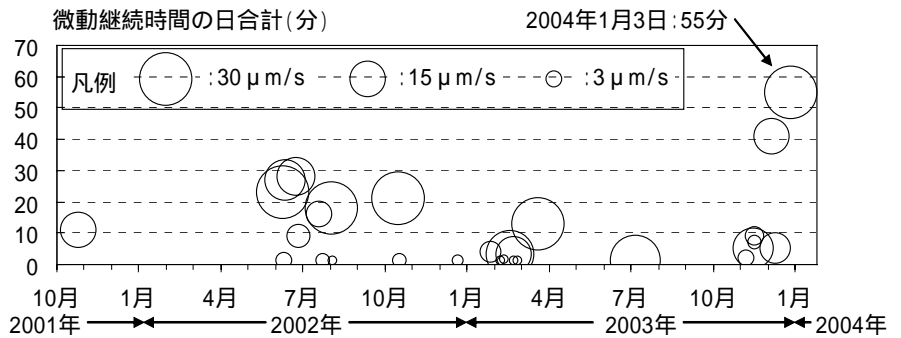 微動継続時間の日合計(分)
2004年1月3日:55分
70
60
50
40
30
20
10
0
凡例 :30μm/s :15μm/s :3μm/s
10月 1月 4月 7月 10月 1月 4月 7月 10月 1月
2001年 2002年 2003年 2004年